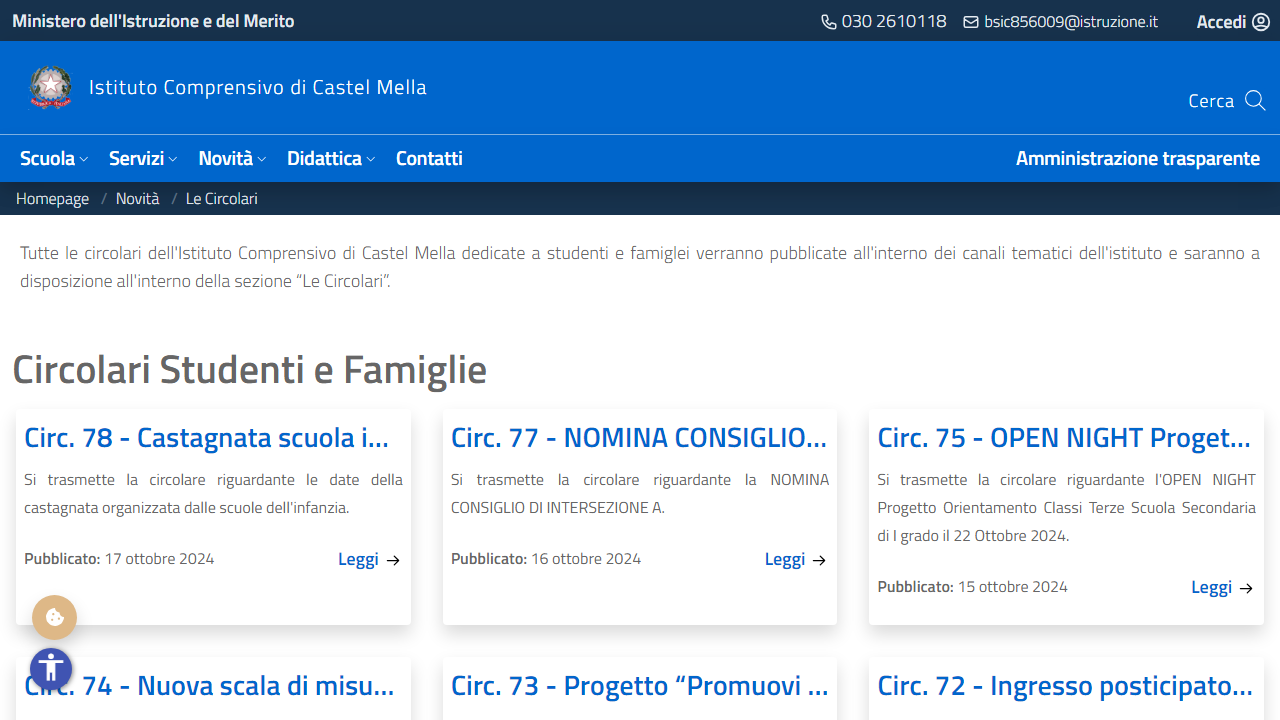 Ministero dell'Istruzione e del Merito
030 2610118
bsic856009@istruzione.it
Accedi
Istituto Comprensivo di Castel Mella
Cerca
Scuola
Servizi
Novità
Didattica
Contatti
Amministrazione trasparente
Homepage / Novità / Le Circolari
Tutte le circolari dell'Istituto Comprensivo di Castel Mella dedicate a studenti e famiglei verranno pubblicate all'interno dei canali tematici dell'istituto e saranno a
disposizione all'interno della sezione “Le Circolari”.
Circolari Studenti e Famiglie
Circ. 78 - Castagnata scuola i...
Si trasmette la circolare riguardante le date della
castagnata organizzata dalle scuole dell'infanzia.
Pubblicato: 17 ottobre 2024
Leggi →
Circ. 77 - NOMINA CONSIGLIO...
Si trasmette la circolare riguardante la NOMINA
CONSIGLIO DI INTERSEZIONE A.
Pubblicato: 16 ottobre 2024
Leggi →
Circ. 75 - OPEN NIGHT Proget...
Si trasmette la circolare riguardante l'OPEN NIGHT
Progetto Orientamento Classi Terze Scuola Secondaria
di I grado il 22 Ottobre 2024.
Pubblicato: 15 ottobre 2024
Leggi →
Circ. 74 - Nuova scala di misu...
Circ. 73 - Progetto “Promuovi ...
Circ. 72 - Ingresso posticipato...